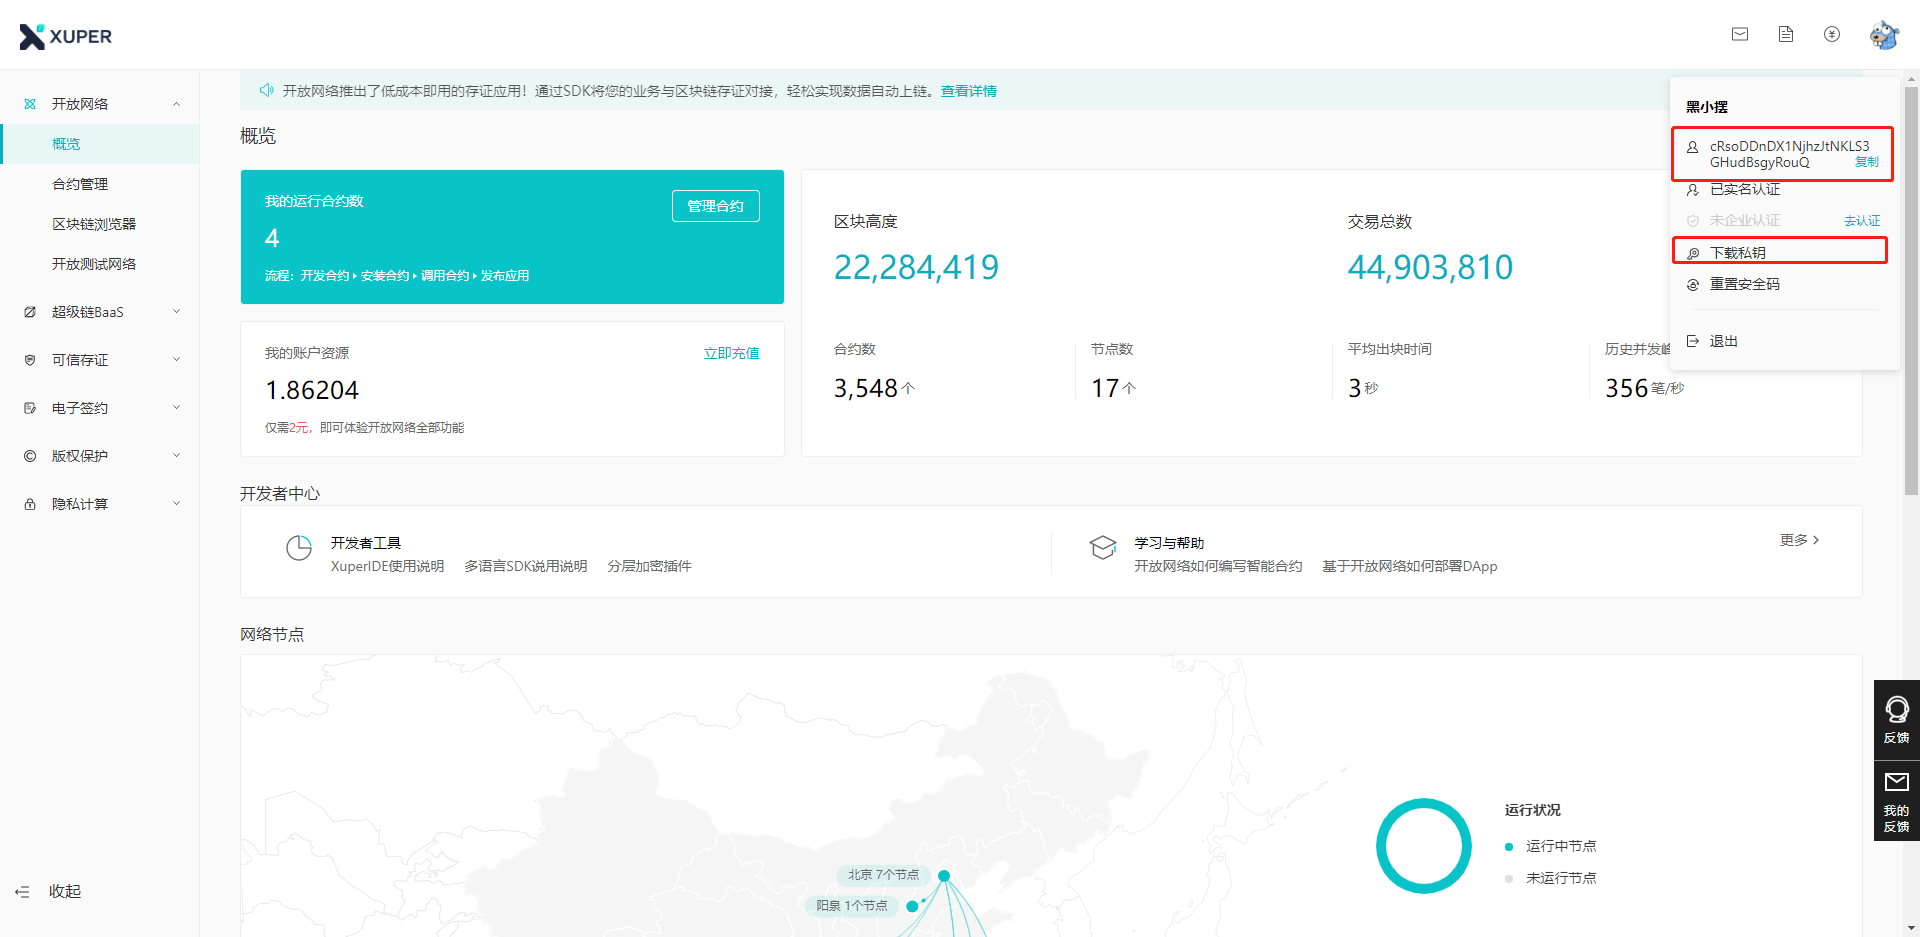 XUPER
开放网络
概览
合约管理
区块链浏览器
开放测试网络
超级链BaaS
可信存证
电子签约
版权保护
隐私计算
收起
开放网络推出了低成本即用的存证应用！通过SDK将您的业务与区块链存证对接，轻松实现数据自动上链。查看详情
概览
我的运行合约数
管理合约
4
流程：开发合约 安装合约 调用合约 发布应用
我的账户资源
立即充值
1.86204
仅需2元，即可体验开放网络全部功能
区块高度
22,284,419
交易总数
44,903,810
合约数
3,548个
节点数
17个
平均出块时间
3秒
历史并发峰
356笔/秒
黑小摆
cRsoDDnDX1NjhzJtNKLS3
GHudBsgyRouQ 复制
已实名认证
未企业认证 去认证
下载私钥
重置安全码
退出
开发者中心
开发者工具
XuperIDE使用说明 多语言SDK说用说明 分层加密插件
学习与帮助
开放网络如何编写智能合约 基于开放网络如何部署DApp
更多
网络节点
北京 7个节点
阳泉 1个节点
运行状况
运行中节点
未运行节点
反馈
我的
反馈